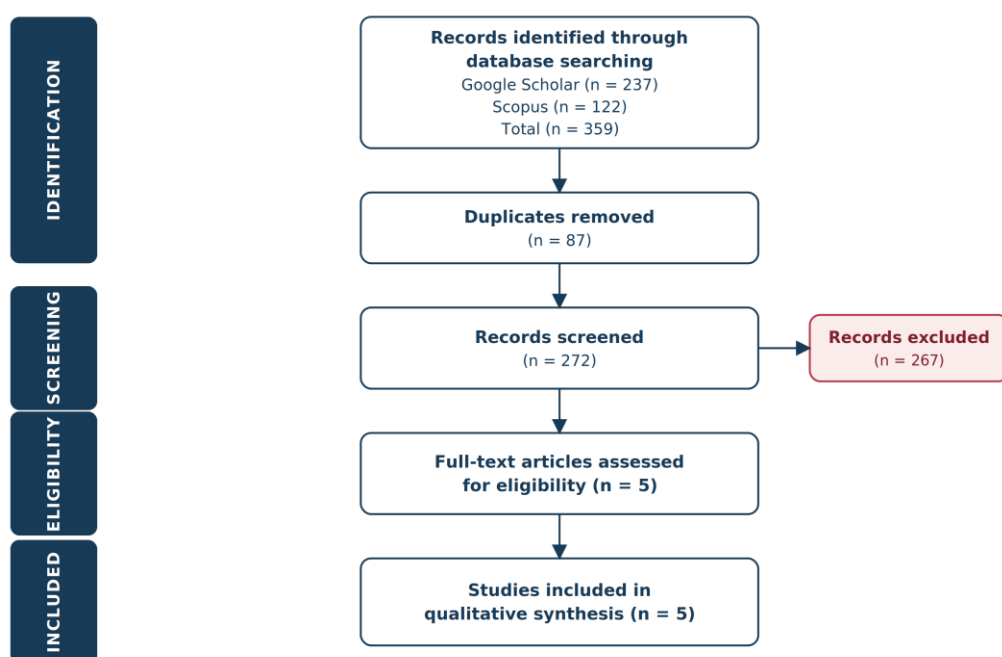 IDENTIFICATION
Records identified through
database searching
Google Scholar (n = 237)
Scopus (n = 122)
Total (n = 359)
Duplicates removed
(n = 87)
SCREENING
Records screened
(n = 272)
Records excluded
(n = 267)
ELIGIBILITY
Full-text articles assessed
for eligibility (n = 5)
INCLUDED
Studies included in
qualitative synthesis (n = 5)